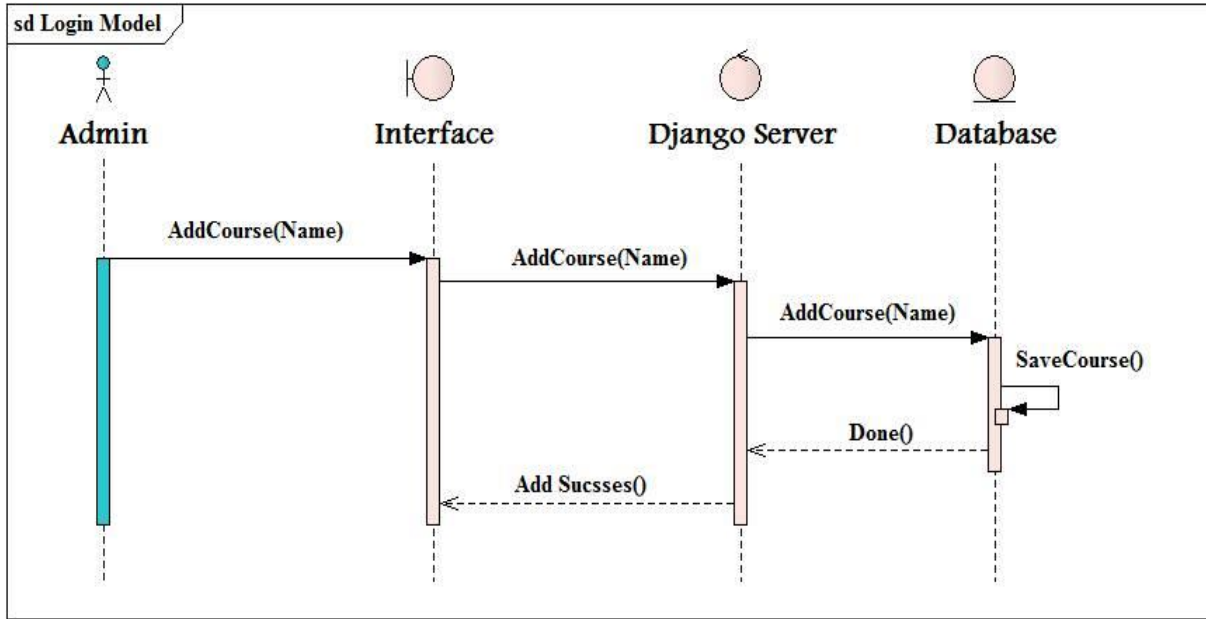 sd Login Model
Admin
Interface
Django Server
Database
AddCourse(Name)
AddCourse(Name)
AddCourse(Name)
SaveCourse()
Done()
Add Sucsses()